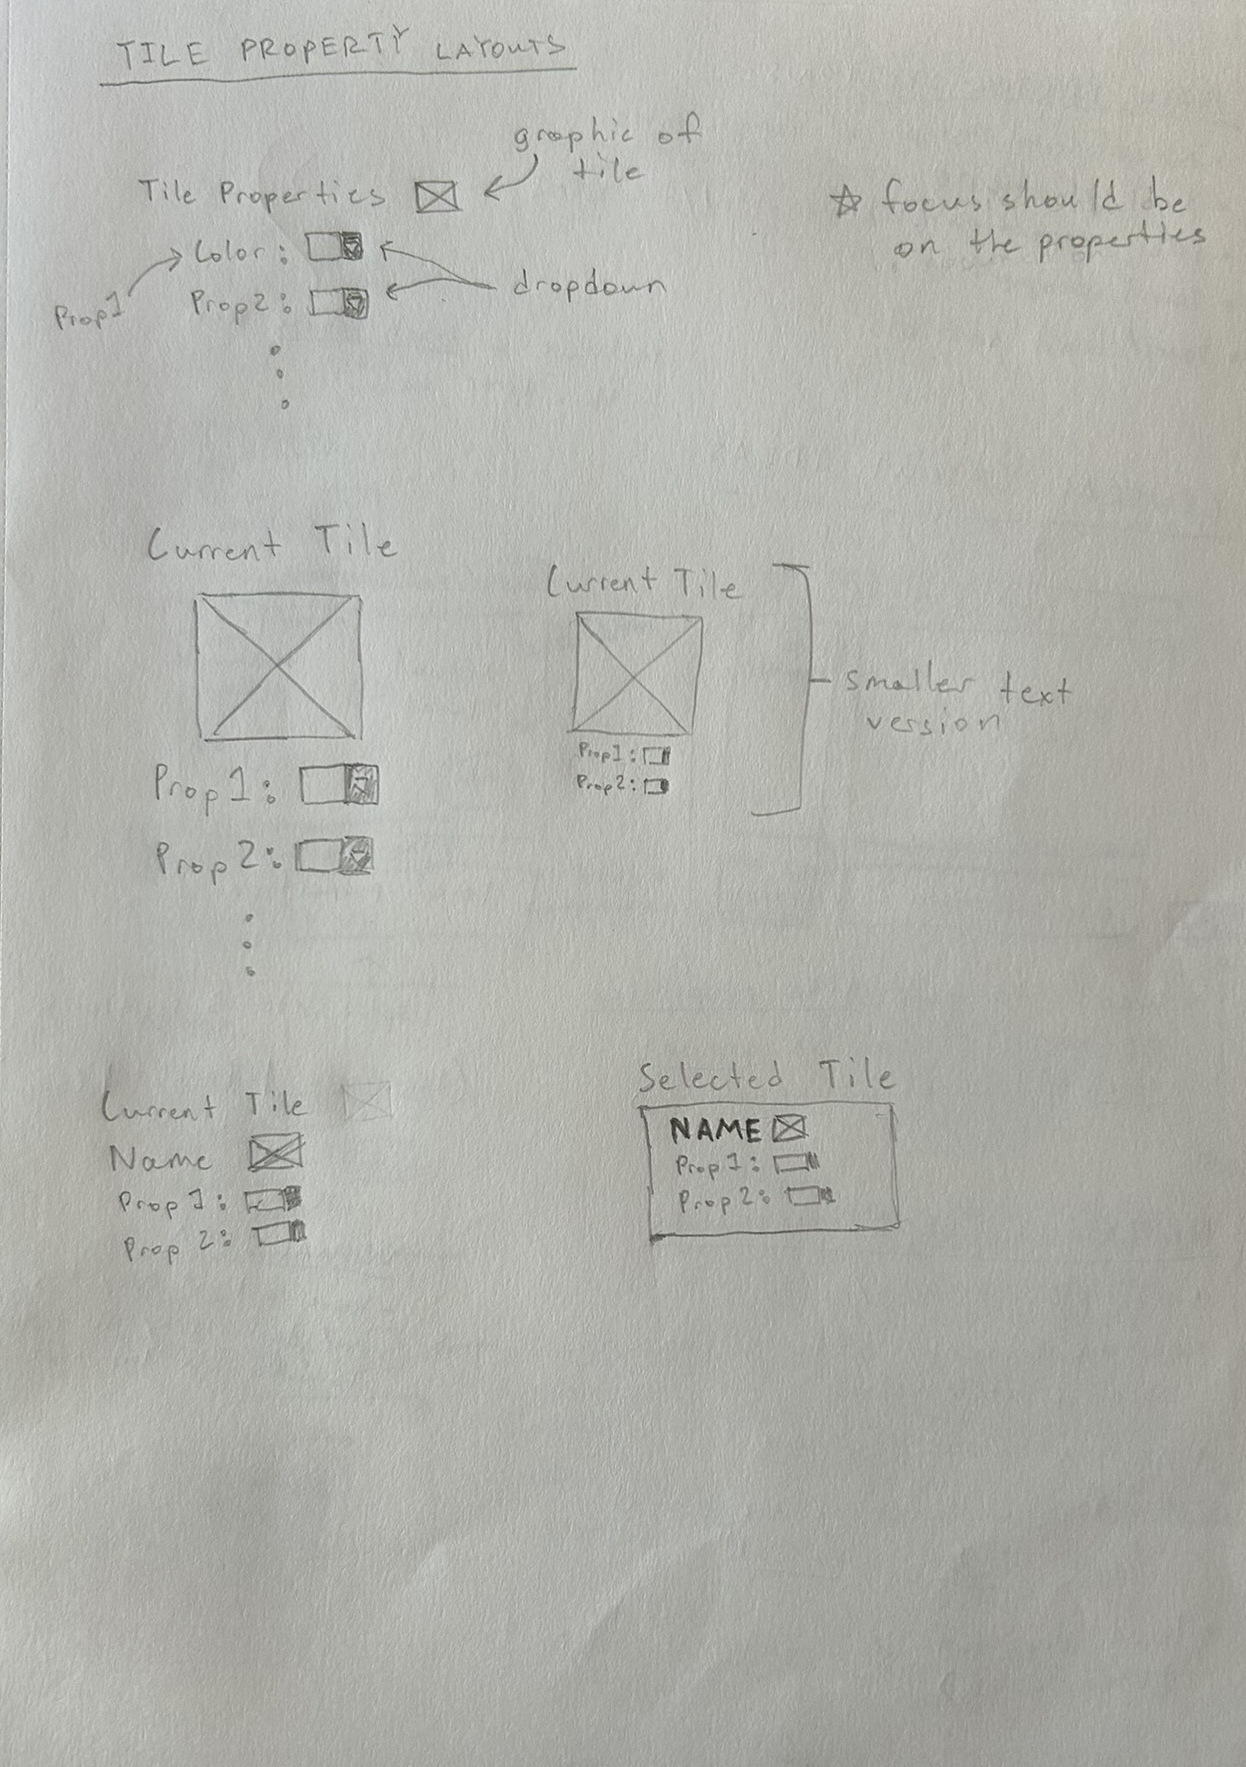 TILE PROPERTY LAYOUTS
graphic of
tile
Tile Properties
☆ focus should be
on the properties
Color:
Prop1
Prop2:
dropdown
Current Tile
Prop1:
Prop2:
Current Tile
Prop1:
Prop2:
smaller text
version
Current Tile
Name
Prop 1:
Prop 2:
Selected Tile
NAME
Prop 1:
Prop 2: